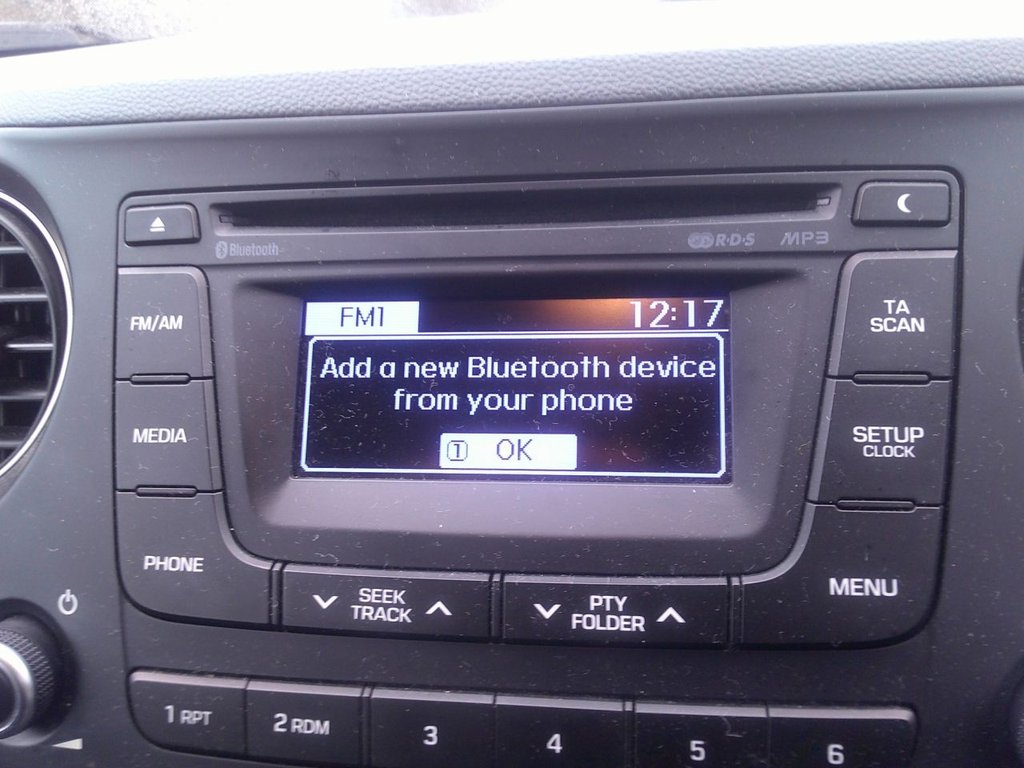 Bluetooth
R·D·S
MP3
FM/AM
FM1
12:17
TA
SCAN
Add a new Bluetooth device
from your phone
1 OK
MEDIA
SETUP
CLOCK
PHONE
SEEK
TRACK
PTY
FOLDER
MENU
1 RPT
2 RDM
3
4
5
6